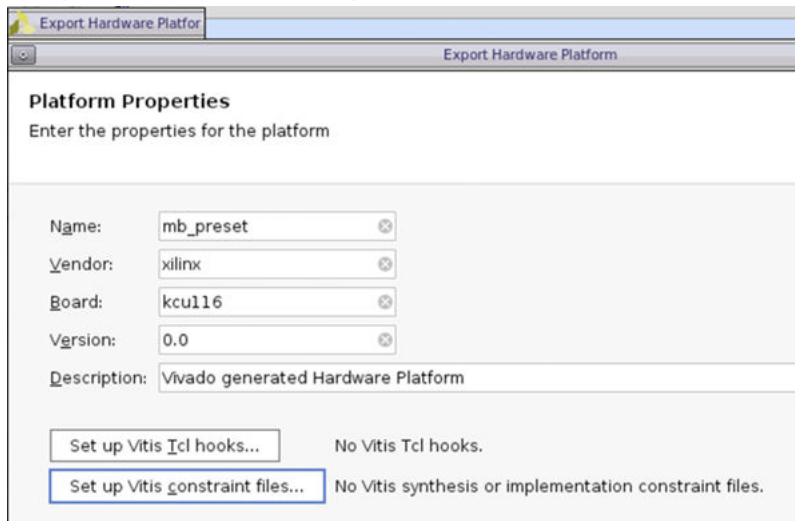 Export Hardware Platfor
Export Hardware Platform
Platform Properties
Enter the properties for the platform
Name: mb_preset
Vendor: xilinx
Board: kcu116
Version: 0.0
Description: Vivado generated Hardware Platform
Set up Vitis Tcl hooks... No Vitis Tcl hooks.
Set up Vitis constraint files... No Vitis synthesis or implementation constraint files.